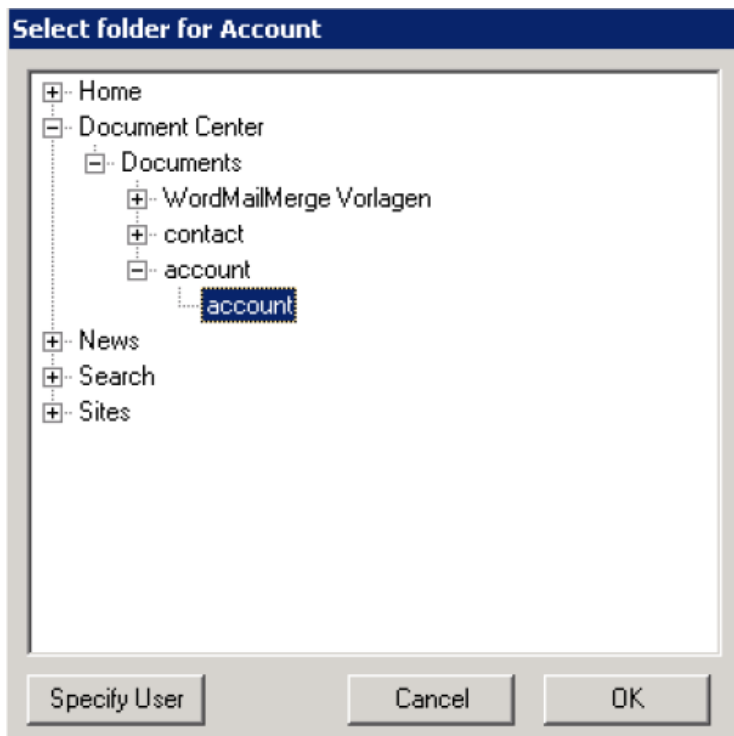 Select folder for Account
Home
Document Center
Documents
WordMailMerge Vorlagen
contact
account
account
News
Search
Sites
Specify User Cancel OK